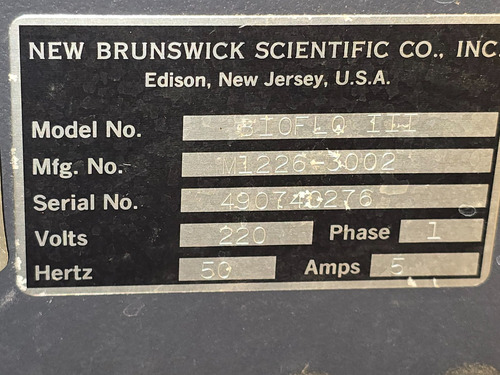 NEW BRUNSWICK SCIENTIFIC CO., INC.
Edison, New Jersey, U.S.A.
Model No. BIOFLO III
Mfg. No. M1226-3002
Serial No. 490740276
Volts 220 Phase 1
Hertz 50 Amps 5